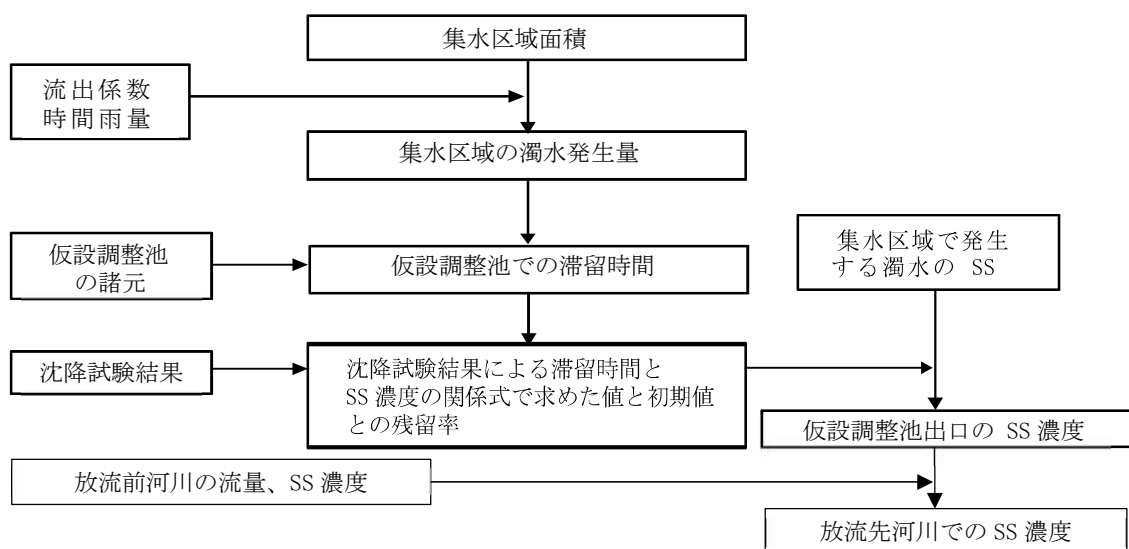 集水区域面積
流出係数
時間雨量
集水区域の濁水発生量
仮設調整池
の諸元
仮設調整池での滞留時間
集水区域で発生
する濁水の SS
沈降試験結果
沈降試験結果による滞留時間と
SS 濃度の関係式で求めた値と初期値
との残留率
仮設調整池出口の SS 濃度
放流前河川の流量、SS 濃度
放流先河川での SS 濃度